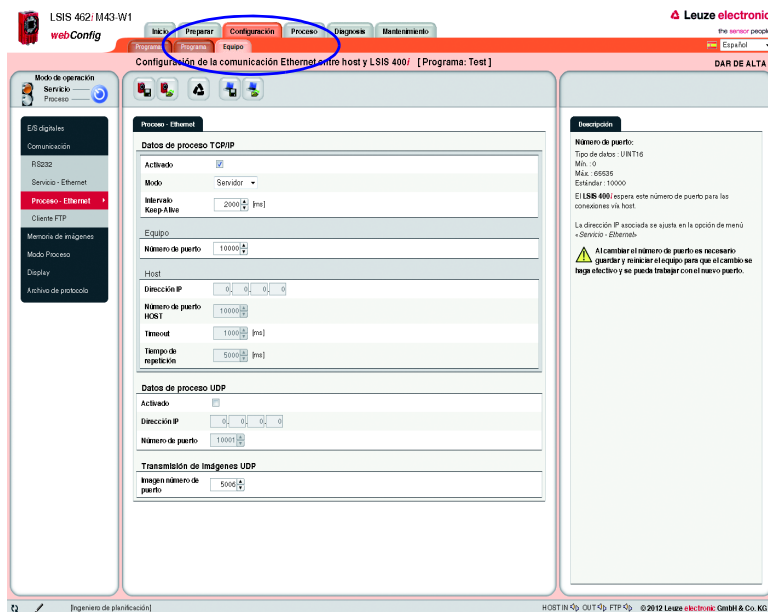 LSIS 462i M43-W1
webConfig
Leuze electronic
the sensor people
Inicio Preparar Configuración Proceso Diagnosis Mantenimiento
Programas Programa Equipo
Español
Configuración de la comunicación Ethernet entre host y LSIS 400i [ Programa: Test ]
DAR DE ALTA
Modo de operación
Servicio
Proceso
E/S digitales
Comunicación
RS232
Servicio - Ethernet
Proceso - Ethernet
Cliente FTP
Memoria de imágenes
Modo Proceso
Display
Archivo de protocolo
Proceso - Ethernet
Datos de proceso TCP/IP
Activado
Modo Servidor
Intervalo
Keep-Alive 2000 [ms]
Equipo
Número de puerto 10000
Host
Dirección IP 0. 0. 0. 0
Número de puerto
HOST 10000
Timeout 1000 [ms]
Tiempo de
repetición 5000 [ms]
Datos de proceso UDP
Activado
Dirección IP 0. 0. 0. 0
Número de puerto 10001
Transmisión de imágenes UDP
Imagen número de
puerto 5006
Descripción
Número de puerto:
Tipo de datos : UINT16
Mín. : 0
Máx. : 65535
Estándar : 10000
El LSIS 400i espera este número de puerto para las
conexiones vía host.
La dirección IP asociada se ajusta en la opción de menú
«Servicio - Ethernet»
Al cambiar el número de puerto es necesario
guardar y reiniciar el equipo para que el cambio se
haga efectivo y se pueda trabajar con el nuevo puerto.
[Ingeniero de planificación]
HOST IN OUT FTP © 2012 Leuze electronic GmbH & Co. KG